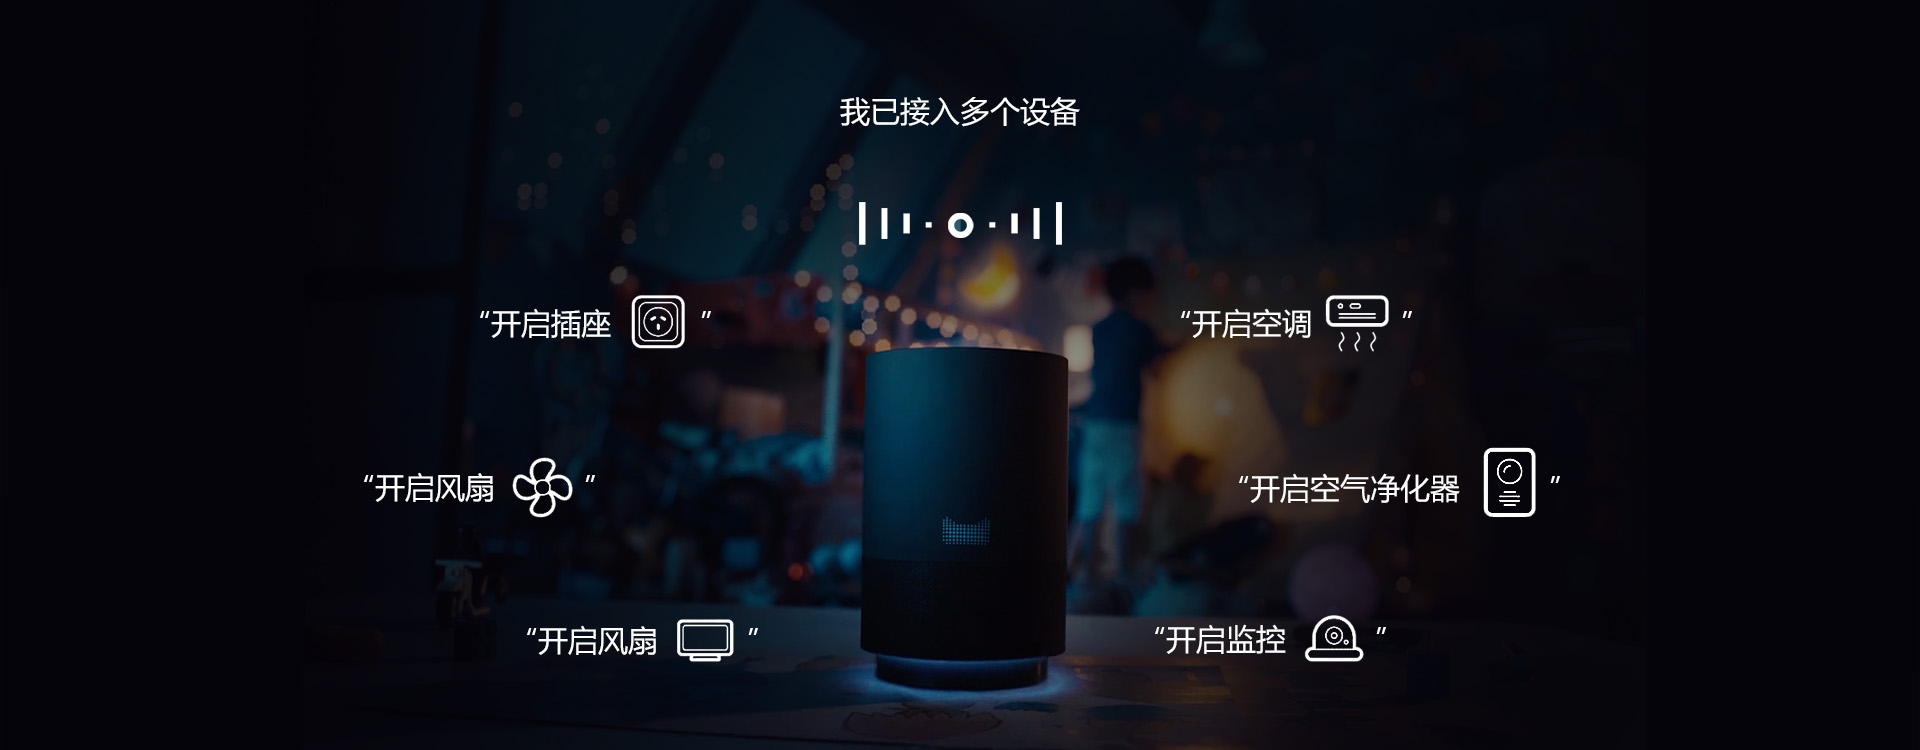 我已接入多个设备
“开启插座 ”
“开启空调 ”
“开启风扇 ”
“开启空气净化器 ”
“开启风扇 ”
“开启监控 ”